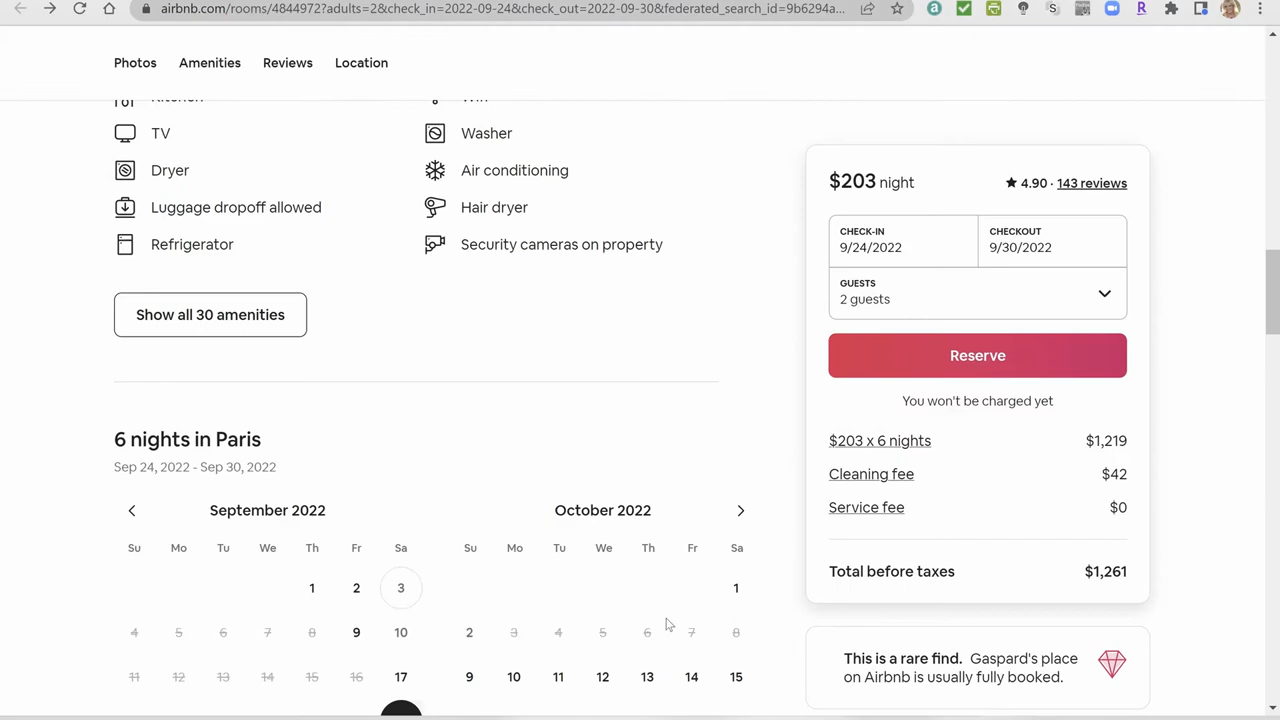 airbnb.com/rooms/4844972?adults=2&check_in=2022-09-24&check_out=2022-09-30&federated_search_id=9b6294a...
Photos Amenities Reviews Location
Kitchen Wifi
TV Washer
Dryer Air conditioning
Luggage dropoff allowed Hair dryer
Refrigerator Security cameras on property
Show all 30 amenities
6 nights in Paris
Sep 24, 2022 - Sep 30, 2022
September 2022
Su Mo Tu We Th Fr Sa
1 2 3
4 5 6 7 8 9 10
11 12 13 14 15 16 17
October 2022
Su Mo Tu We Th Fr Sa
1
2 3 4 5 6 7 8
9 10 11 12 13 14 15
$203 night ★ 4.90 · 143 reviews
CHECK-IN CHECKOUT
9/24/2022 9/30/2022
GUESTS
2 guests
Reserve
You won't be charged yet
$203 x 6 nights $1,219
Cleaning fee $42
Service fee $0
Total before taxes $1,261
This is a rare find. Gaspard's place
on Airbnb is usually fully booked.